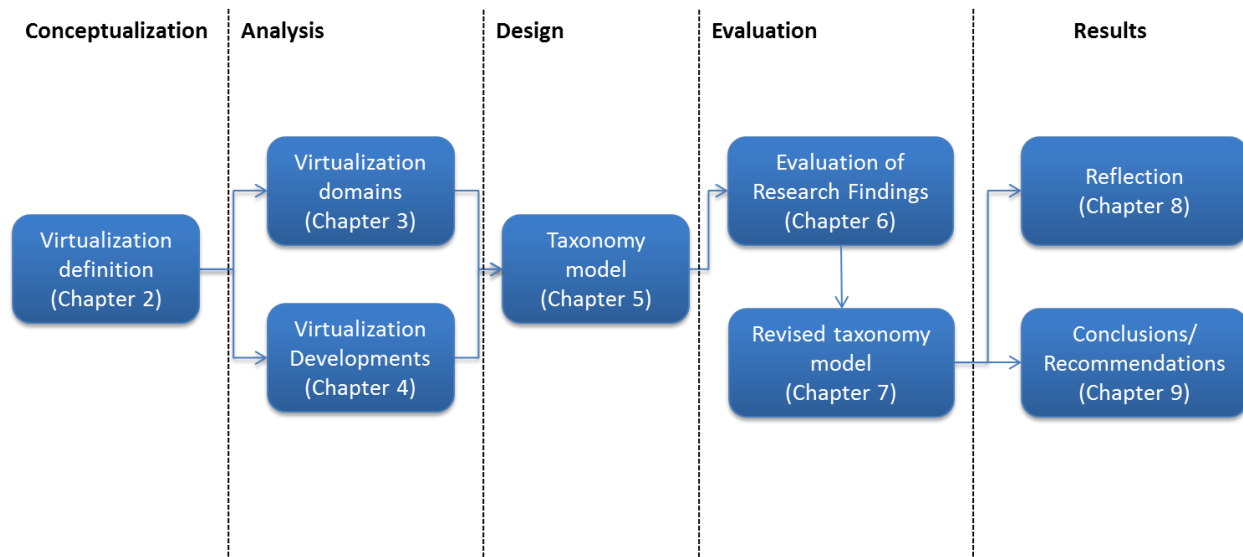 Conceptualization
Analysis
Design
Evaluation
Results
Virtualization
definition
(Chapter 2)
Virtualization
domains
(Chapter 3)
Virtualization
Developments
(Chapter 4)
Taxonomy
model
(Chapter 5)
Evaluation of
Research Findings
(Chapter 6)
Revised taxonomy
model
(Chapter 7)
Reflection
(Chapter 8)
Conclusions/
Recommendations
(Chapter 9)